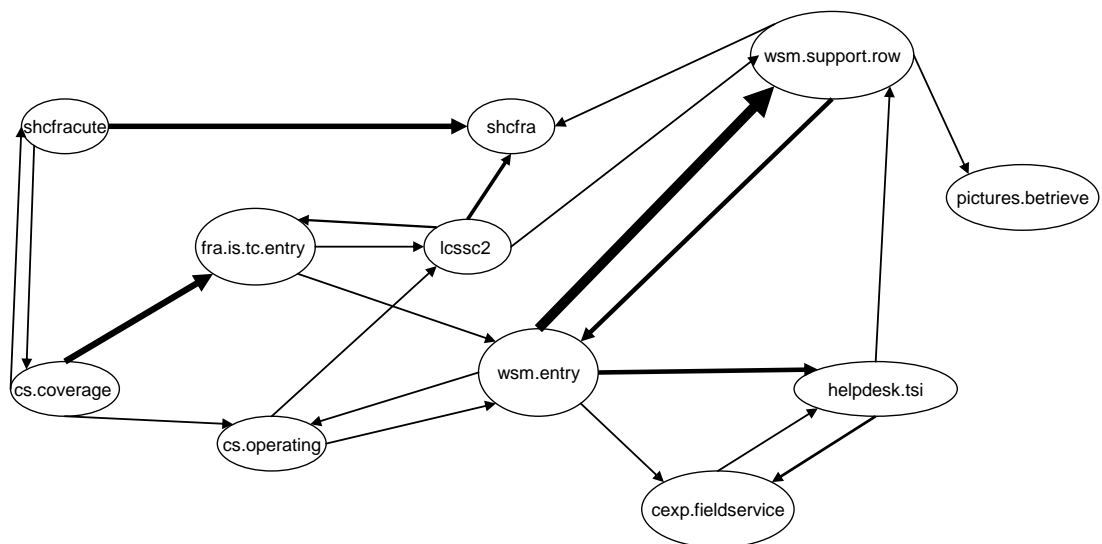 wsm.support.row
shcfracute
shcfra
pictures.betrieve
fra.is.tc.entry
lcssc2
wsm.entry
cs.coverage
helpdesk.tsi
cs.operating
cexp.fieldservice